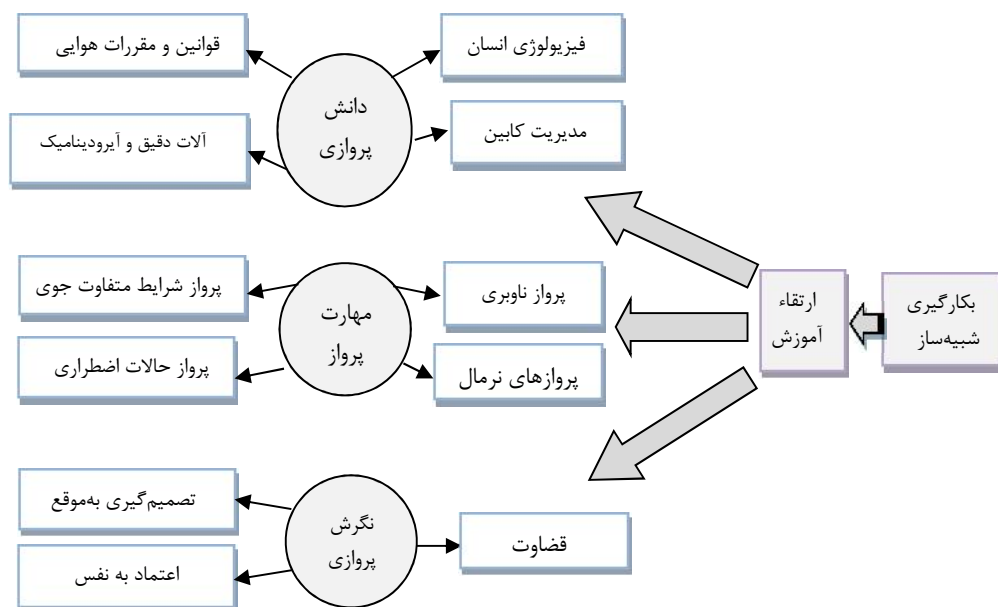 فیزیولوژی انسان
قوانین و مقررات هوایی
دانش
پروازی
مدیریت کابین
آلات دقیق و آیرودینامیک
بکارگیری
شبیه‌ساز
ارتقاء
آموزش
پرواز ناوبری
پرواز شرایط متفاوت جوی
مهارت
پرواز
پروازهای نرمال
پرواز حالات اضطراری
نگرش
پروازی
قضاوت
تصمیم‌گیری به‌موقع
اعتماد به نفس